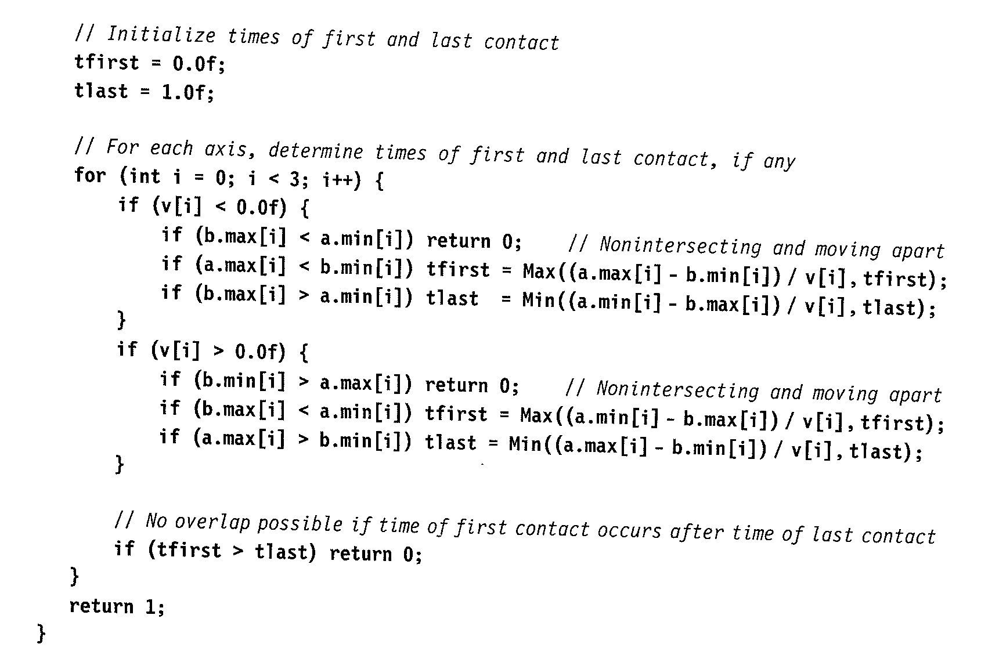 // Initialize times of first and last contact
tfirst = 0.0f;
tlast = 1.0f;
// For each axis, determine times of first and last contact, if any
for (int i = 0; i < 3; i++) {
if (v[i] < 0.0f) {
if (b.max[i] < a.min[i]) return 0; // Nonintersecting and moving apart
if (a.max[i] < b.min[i]) tfirst = Max((a.max[i] - b.min[i]) / v[i], tfirst);
if (b.max[i] > a.min[i]) tlast = Min((a.min[i] - b.max[i]) / v[i], tlast);
}
if (v[i] > 0.0f) {
if (b.min[i] > a.max[i]) return 0; // Nonintersecting and moving apart
if (b.max[i] < a.min[i]) tfirst = Max((a.min[i] - b.max[i]) / v[i], tfirst);
if (a.max[i] > b.min[i]) tlast = Min((a.max[i] - b.min[i]) / v[i], tlast);
}
// No overlap possible if time of first contact occurs after time of last contact
if (tfirst > tlast) return 0;
}
return 1;
}